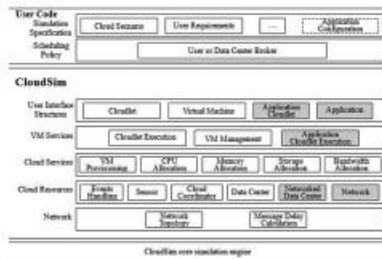 User Code
Simulation Specification
Cloud Scenario
User Requirements
.....
Application Configuration
Scheduling Policy
User or Data Center Broker
CloudSim
User Interface Structures
Cloudlet
Virtual Machine
Application Cloudlet
Application
VM Services
Cloudlet Execution
VM Management
Application Cloudlet Execution
Cloud Services
VM Provisioning
CPU Allocation
Memory Allocation
Storage Allocation
Bandwidth Allocation
Cloud Resources
Events Handling
Sensor
Cloud Coordinator
Data Center
Networked Data Center
Network
Network
Network Topology
Message Delay Calculation
CloudSim core simulation engine